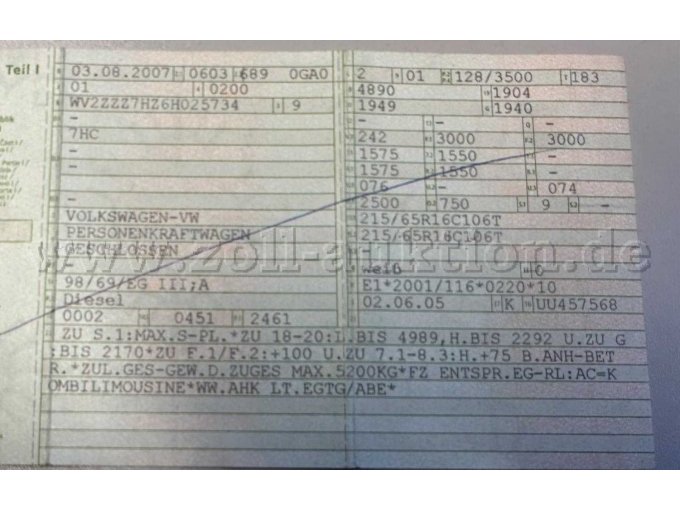 Teil I
03.08.2007 0603 689 0GA0 2 01 128/3500 183
01 0200 4890 1904
WV2ZZZ7HZ6H025734 9 1949 1940
- - - -
7HC 242 3000 3000
- 1575 1550 -
1575 1550 -
- 076 - 074
- 2500 750 9 -
VOLKSWAGEN-VW 215/65R16C106T
PERSONENKRAFTWAGEN 215/65R16C106T
GESCHLOSSEN -
www.zoll-auktion.de
- weiß 0
98/69/EG III;A E1*2001/116*0220*10
Diesel 02.06.05 K UU457568
0002 0451 2461
ZU S.1:MAX.S-PL.*ZU 18-20:L.BIS 4989,H.BIS 2292 U.ZU G
:BIS 2170*ZU F.1/F.2:+100 U.ZU 7.1-8.3:H.+75 B.ANH-BET
R.*ZUL.GES-GEW.D.ZUGES MAX.5200KG*FZ ENTSPR.EG-RL:AC=K
OMBILIMOUSINE*WW.AHK LT.EGTG/ABE*